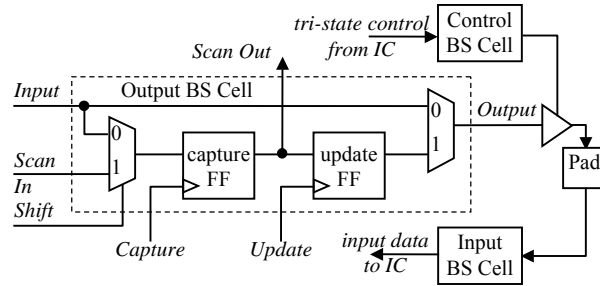 tri-state control
from IC
Control
BS Cell
Scan Out
Output BS Cell
Input
0
1
Scan
In
Shift
capture
FF
update
FF
0
1
Output
Pad
Capture
Update
input data
to IC
Input
BS Cell